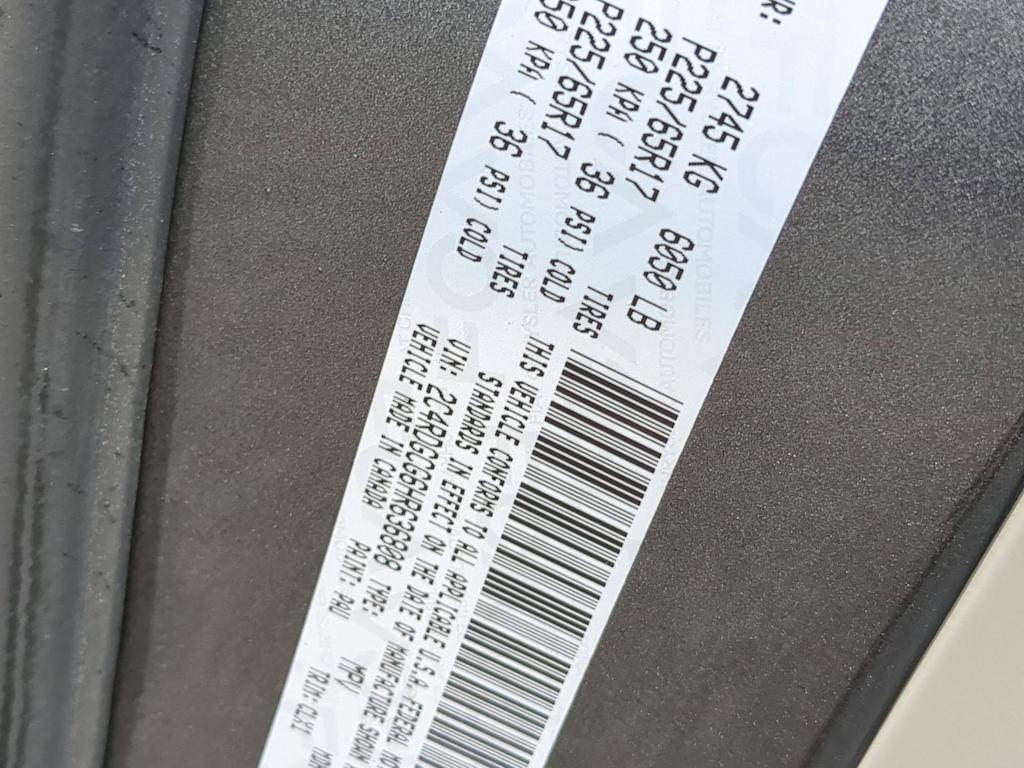 VR: 2745 KG 6050 LB
P225/65R17 TIRES
250 KPA ( 36 PSI) COLD
P225/65R17 TIRES
250 KPA ( 36 PSI) COLD
THIS VEHICLE CONFORMS TO ALL APPLICABLE U.S.A. FEDERAL
STANDARDS IN EFFECT ON THE DATE OF MANUFACTURE SHOWN
VIN: 2C4RDGCG6HR636808 TYPE: MPV
VEHICLE MADE IN CANADA PAINT: PAU TRIM: